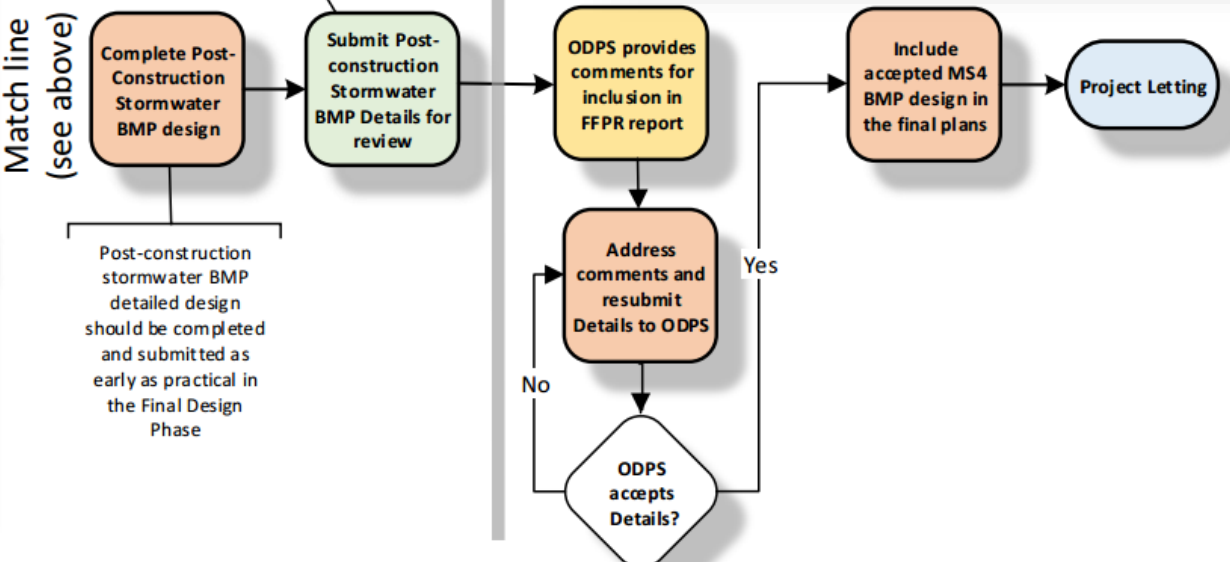 Match line
(see above)
Complete Post-
Construction
Stormwater
BMP design
Submit Post-
construction
Stormwater
BMP Details for
review
ODPS provides
comments for
inclusion in
FFPR report
Include
accepted MS4
BMP design in
the final plans
Project Letting
Post-construction
stormwater BMP
detailed design
should be completed
and submitted as
early as practical in
the Final Design
Phase
Address
comments and
resubmit
Details to ODPS
Yes
No
ODPS
accepts
Details?